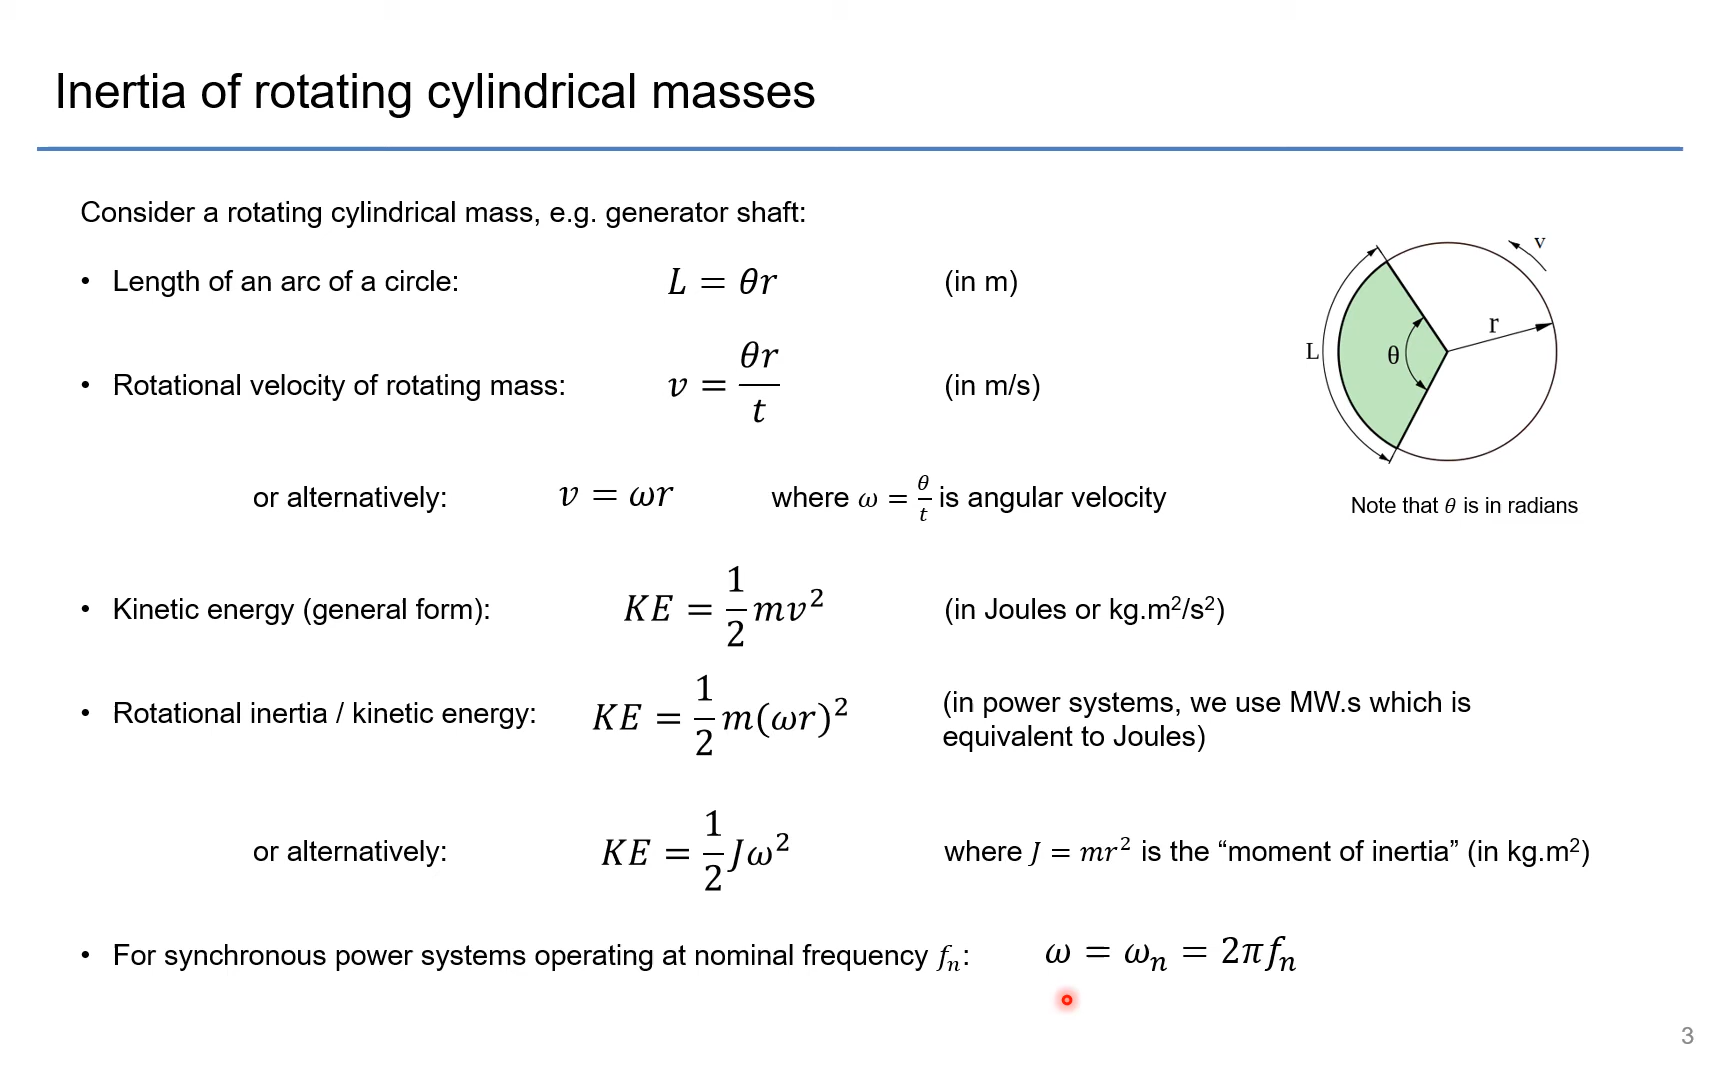 Inertia of rotating cylindrical masses
Consider a rotating cylindrical mass, e.g. generator shaft:
• Length of an arc of a circle: L = θr (in m)
• Rotational velocity of rotating mass: v = θr/t (in m/s)
or alternatively: v = ωr where ω = θ/t is angular velocity
• Kinetic energy (general form): KE = 1/2 mv² (in Joules or kg.m²/s²)
• Rotational inertia / kinetic energy: KE = 1/2 m(ωr)² (in power systems, we use MW.s which is
equivalent to Joules)
or alternatively: KE = 1/2 Jω² where J = mr² is the “moment of inertia” (in kg.m²)
• For synchronous power systems operating at nominal frequency fₙ: ω = ωₙ = 2πfₙ
v
r
L
θ
Note that θ is in radians
3